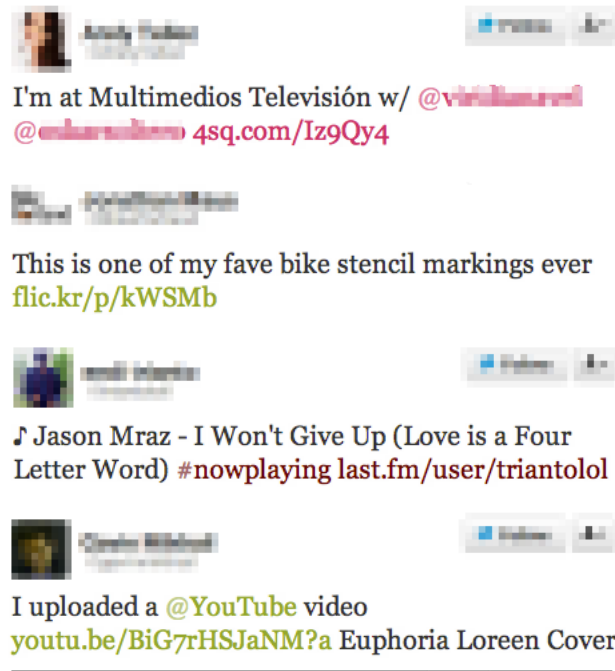 I'm at Multimedios Televisión w/ @
@ 4sq.com/Iz9Qy4
This is one of my fave bike stencil markings ever
flic.kr/p/kWSMb
Follow
♪ Jason Mraz - I Won't Give Up (Love is a Four
Letter Word) #nowplaying last.fm/user/triantolol
Follow
I uploaded a @YouTube video
youtu.be/BiG7rHSJaNM?a Euphoria Loreen Cover